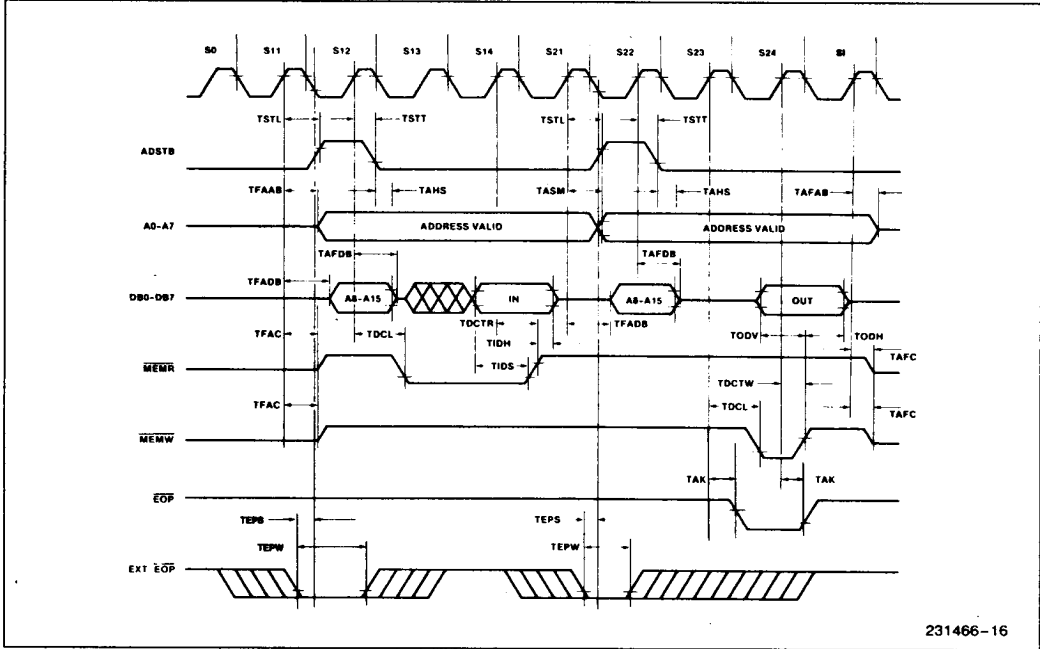 S0 S11 S12 S13 S14 S21 S22 S23 S24 SI
TSTL TSTT TSTL TSTT
ADSTB
TFAAB TAHS TASM TAHS TAFAB
A0-A7 ADDRESS VALID ADDRESS VALID
TAFDB TAFDB
TFADB
DB0-DB7 A8-A15 IN A8-A15 OUT
TDCTR TFADB
TFAC TDCL TIDH TODV TODH
MEMR TIDS TAFC
TDCTW
TFAC TDCL TAFC
MEMW
TAK TAK
EOP
TEPS TEPS
TEPW TEPW
EXT EOP
231466-16